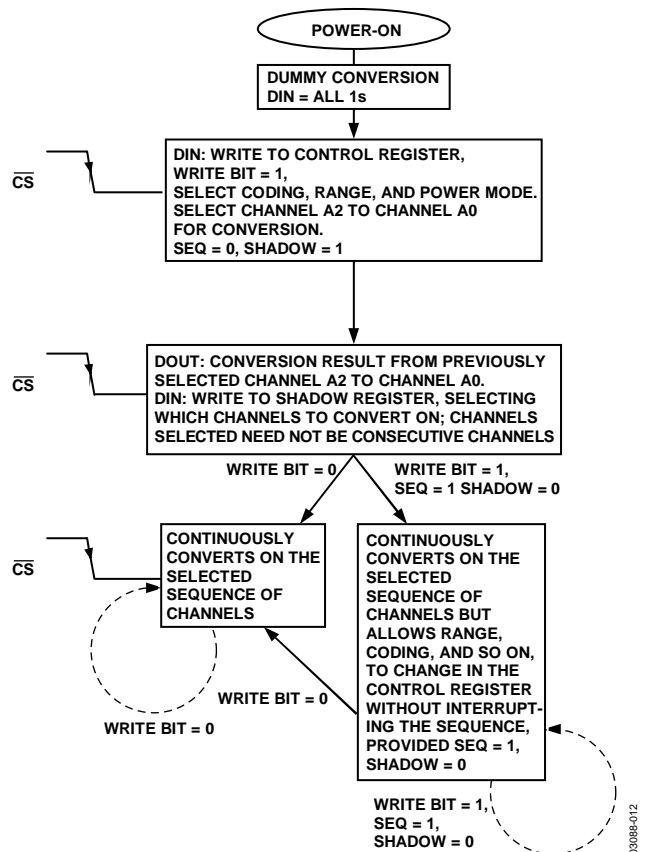 POWER-ON
DUMMY CONVERSION
DIN = ALL 1s
CS
DIN: WRITE TO CONTROL REGISTER,
WRITE BIT = 1,
SELECT CODING, RANGE, AND POWER MODE.
SELECT CHANNEL A2 TO CHANNEL A0
FOR CONVERSION.
SEQ = 0, SHADOW = 1
CS
DOUT: CONVERSION RESULT FROM PREVIOUSLY
SELECTED CHANNEL A2 TO CHANNEL A0.
DIN: WRITE TO SHADOW REGISTER, SELECTING
WHICH CHANNELS TO CONVERT ON; CHANNELS
SELECTED NEED NOT BE CONSECUTIVE CHANNELS
WRITE BIT = 0
WRITE BIT = 1,
SEQ = 1 SHADOW = 0
CS
CONTINUOUSLY
CONVERTS ON THE
SELECTED
SEQUENCE OF
CHANNELS
CONTINUOUSLY
CONVERTS ON THE
SELECTED
SEQUENCE OF
CHANNELS BUT
ALLOWS RANGE,
CODING, AND SO ON,
TO CHANGE IN THE
CONTROL REGISTER
WITHOUT INTERRUPT-
ING THE SEQUENCE,
PROVIDED SEQ = 1,
SHADOW = 0
WRITE BIT = 0
WRITE BIT = 0
WRITE BIT = 1,
SEQ = 1,
SHADOW = 0
03088-012